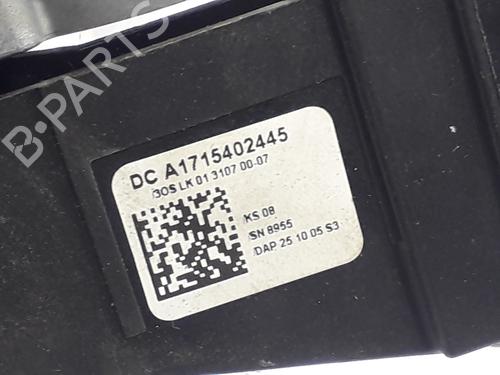 B-PARTS
DC A1715402445
/3OS LK 01 3107 00-07
KS 08
/SN 8955
/DAP 25 10 05 S3